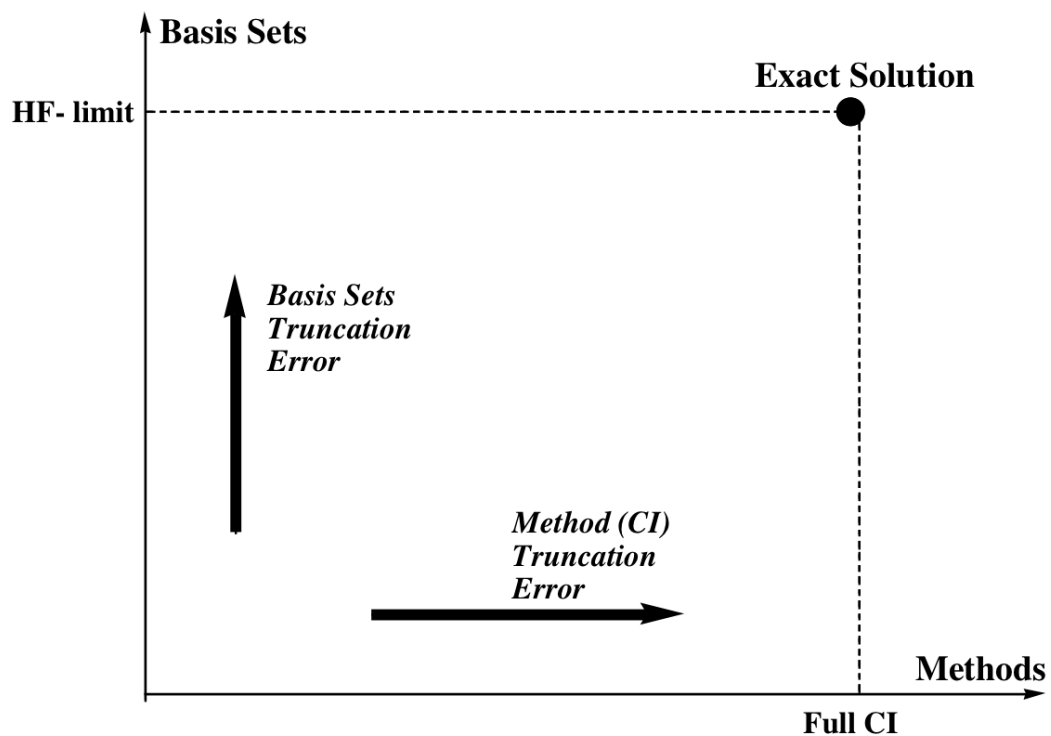 Basis Sets
Exact Solution
HF- limit
Basis Sets
Truncation
Error
Method (CI)
Truncation
Error
Methods
Full CI